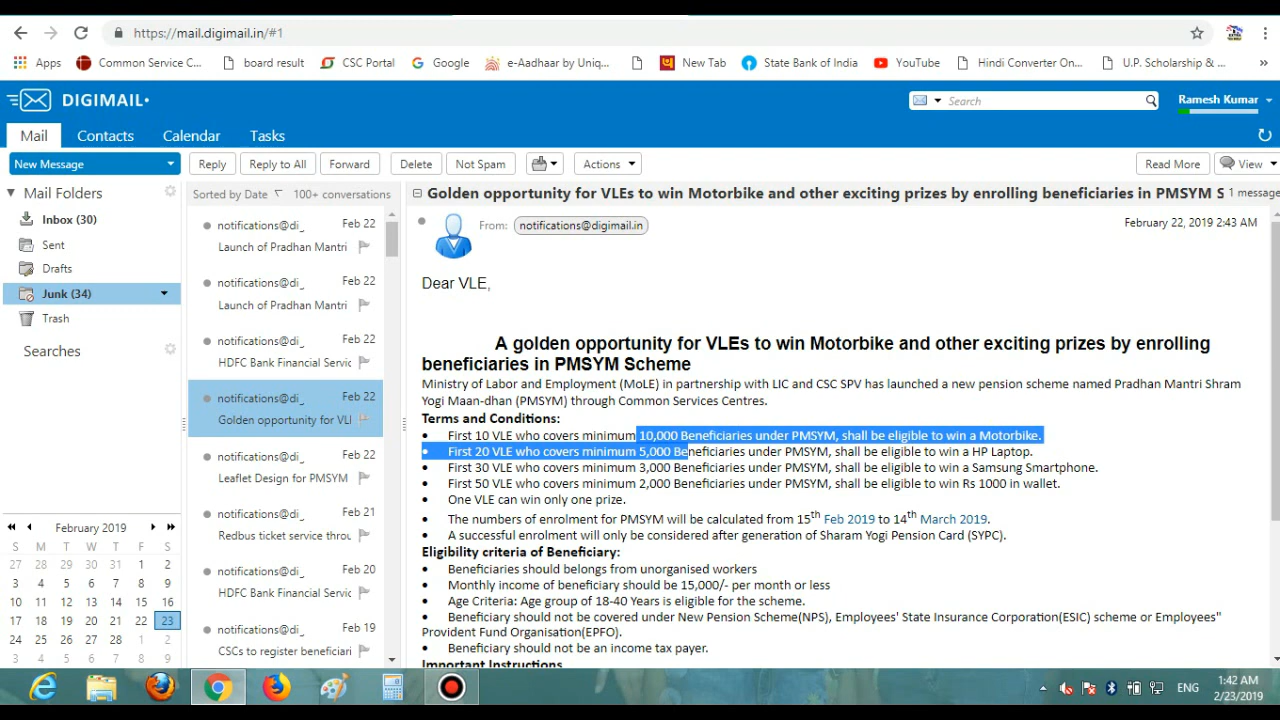 https://mail.digimail.in/#1
Apps Common Service C... board result CSC Portal Google e-Aadhaar by Uniq... New Tab State Bank of India YouTube Hindi Converter On... U.P. Scholarship & ... »
DIGIMAIL
Search
Ramesh Kumar
Mail Contacts Calendar Tasks
New Message Reply Reply to All Forward Delete Not Spam Actions Read More View
Mail Folders
Inbox (30)
Sent
Drafts
Junk (34)
Trash
Searches
February 2019
S M T W T F S
27 28 29 30 31 1 2
3 4 5 6 7 8 9
10 11 12 13 14 15 16
17 18 19 20 21 22 23
24 25 26 27 28 1 2
3 4 5 6 7 8 9
Sorted by Date 100+ conversations
notifications@di_ Feb 22
Launch of Pradhan Mantri
notifications@di_ Feb 22
Launch of Pradhan Mantri
notifications@di_ Feb 22
HDFC Bank Financial Servic
notifications@di_ Feb 22
Golden opportunity for VLI
notifications@di_ Feb 22
Leaflet Design for PMSYM
notifications@di_ Feb 21
Redbus ticket service throu
notifications@di_ Feb 20
HDFC Bank Financial Servic
notifications@di_ Feb 19
CSCs to register beneficiari
Golden opportunity for VLEs to win Motorbike and other exciting prizes by enrolling beneficiaries in PMSYM S 1 message
From: notifications@digimail.in
February 22, 2019 2:43 AM
Dear VLE,
A golden opportunity for VLEs to win Motorbike and other exciting prizes by enrolling
beneficiaries in PMSYM Scheme
Ministry of Labor and Employment (MoLE) in partnership with LIC and CSC SPV has launched a new pension scheme named Pradhan Mantri Shram
Yogi Maan-dhan (PMSYM) through Common Services Centres.
Terms and Conditions:
• First 10 VLE who covers minimum 10,000 Beneficiaries under PMSYM, shall be eligible to win a Motorbike.
• First 20 VLE who covers minimum 5,000 Beneficiaries under PMSYM, shall be eligible to win a HP Laptop.
• First 30 VLE who covers minimum 3,000 Beneficiaries under PMSYM, shall be eligible to win a Samsung Smartphone.
• First 50 VLE who covers minimum 2,000 Beneficiaries under PMSYM, shall be eligible to win Rs 1000 in wallet.
• One VLE can win only one prize.
• The numbers of enrolment for PMSYM will be calculated from 15th Feb 2019 to 14th March 2019.
• A successful enrolment will only be considered after generation of Sharam Yogi Pension Card (SYPC).
Eligibility criteria of Beneficiary:
• Beneficiaries should belongs from unorganised workers
• Monthly income of beneficiary should be 15,000/- per month or less
• Age Criteria: Age group of 18-40 Years is eligible for the scheme.
• Beneficiary should not be covered under New Pension Scheme(NPS), Employees' State Insurance Corporation(ESIC) scheme or Employees"
Provident Fund Organisation(EPFO).
• Beneficiary should not be an income tax payer.
Important Instructions
ENG
1:42 AM
2/23/2019